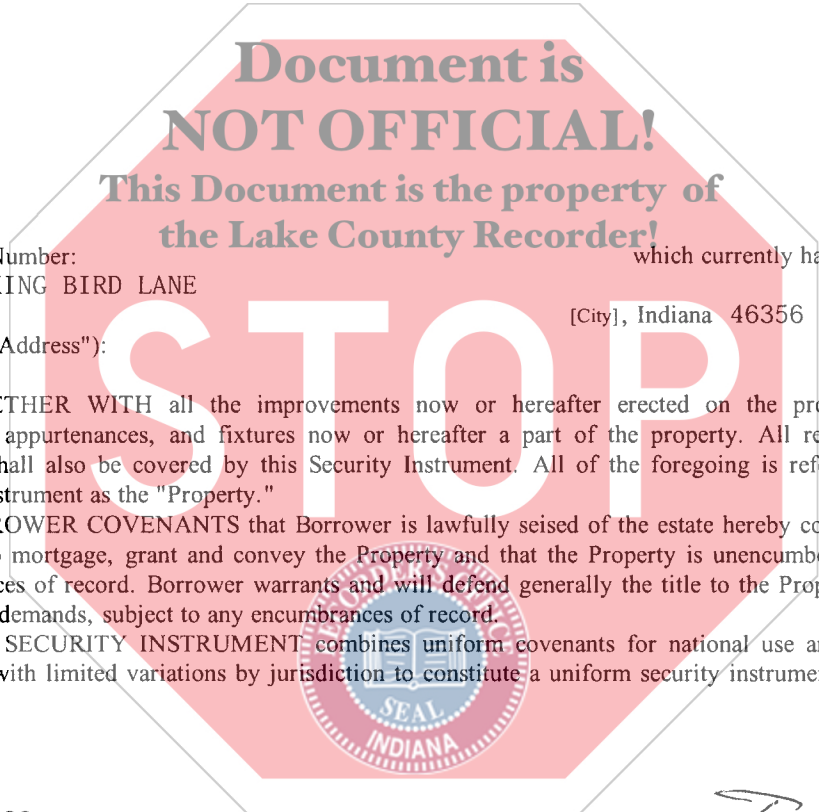 Document is
NOT OFFICIAL!
This Document is the property of
the Lake County Recorder!
Number: which currently ha
KING BIRD LANE
[City], Indiana 46356
Address"):
STOP
ETHER WITH all the improvements now or hereafter erected on the pro
appurtenances, and fixtures now or hereafter a part of the property. All re
hall also be covered by this Security Instrument. All of the foregoing is refe
strument as the "Property."
ROWER COVENANTS that Borrower is lawfully seised of the estate hereby co
mortgage, grant and convey the Property and that the Property is unencumbe
ces of record. Borrower warrants and will defend generally the title to the Prop
demands, subject to any encumbrances of record.
SECURITY INSTRUMENT combines uniform covenants for national use a
with limited variations by jurisdiction to constitute a uniform security instrume
RECORDER'S OFFICE
SEAL
INDIANA